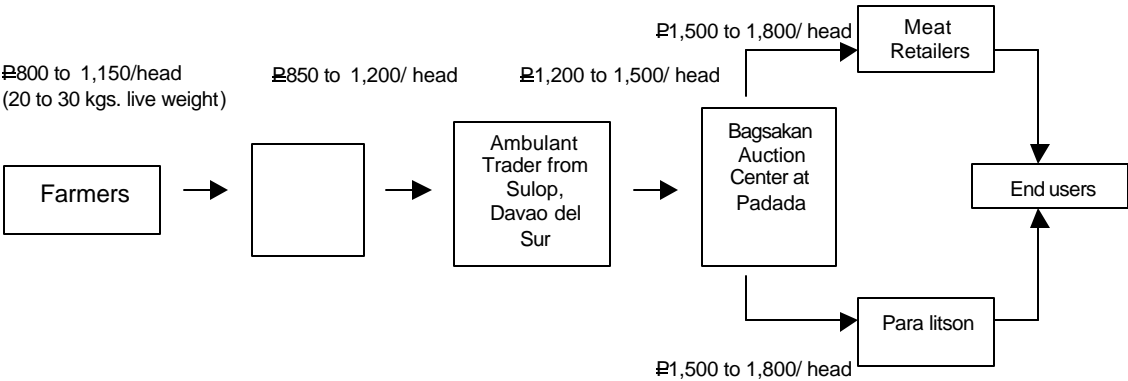 ₱1,500 to 1,800/ head
Meat
Retailers
₱800 to 1,150/head
(20 to 30 kgs. live weight)
₱850 to 1,200/ head
₱1,200 to 1,500/ head
Farmers
Ambulant
Trader from
Sulop,
Davao del
Sur
Bagsakan
Auction
Center at
Padada
End users
Para litson
₱1,500 to 1,800/ head